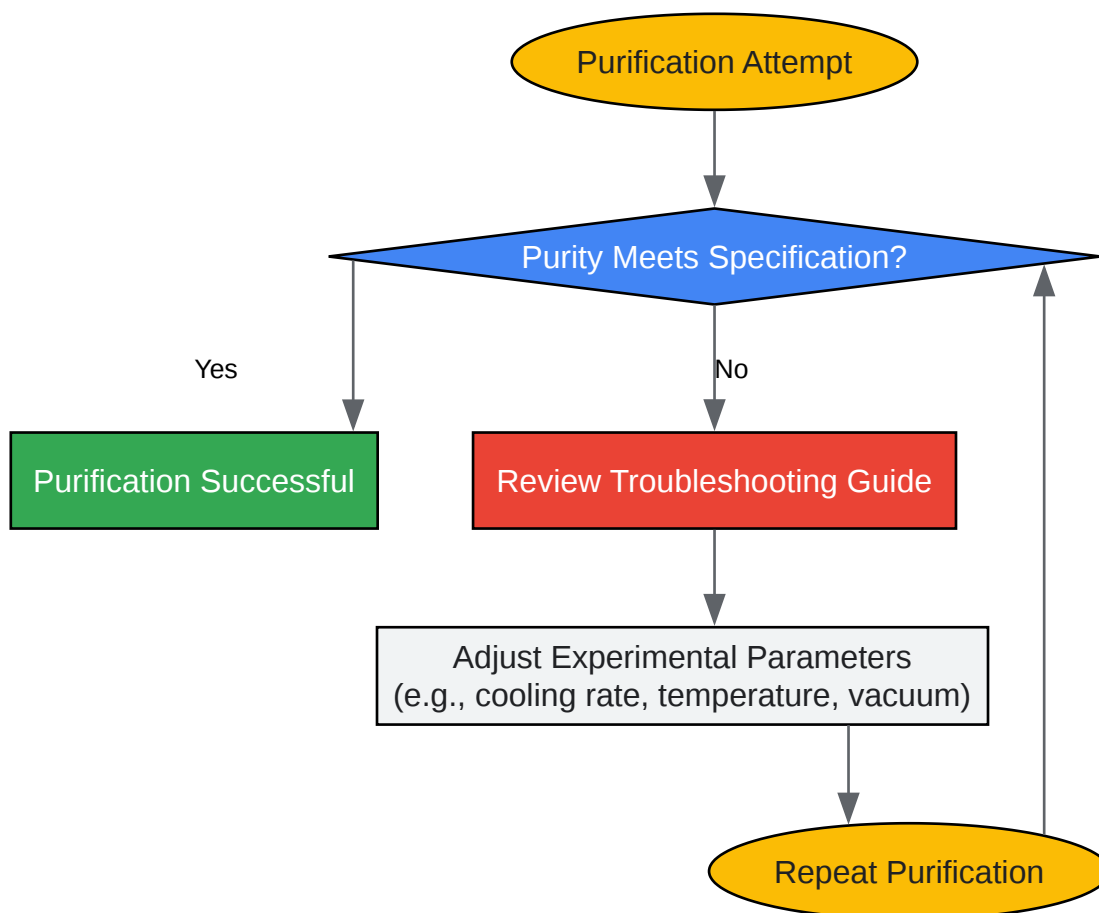 Purification Attempt
Purity Meets Specification?
Yes
No
Purification Successful
Review Troubleshooting Guide
Adjust Experimental Parameters
(e.g., cooling rate, temperature, vacuum)
Repeat Purification